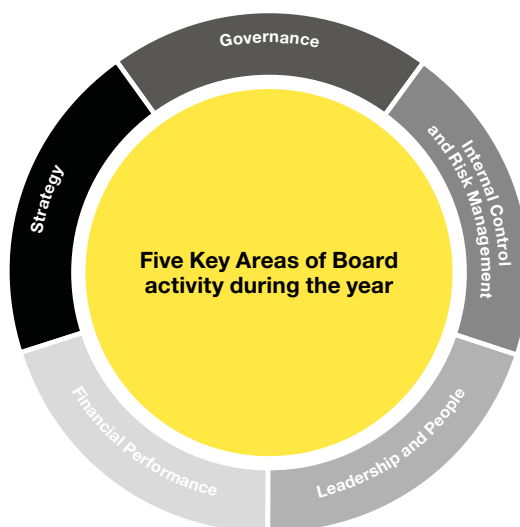 Governance
Internal Control
and Risk Management
Strategy
Five Key Areas of Board
activity during the year
Financial Performance
Leadership and People